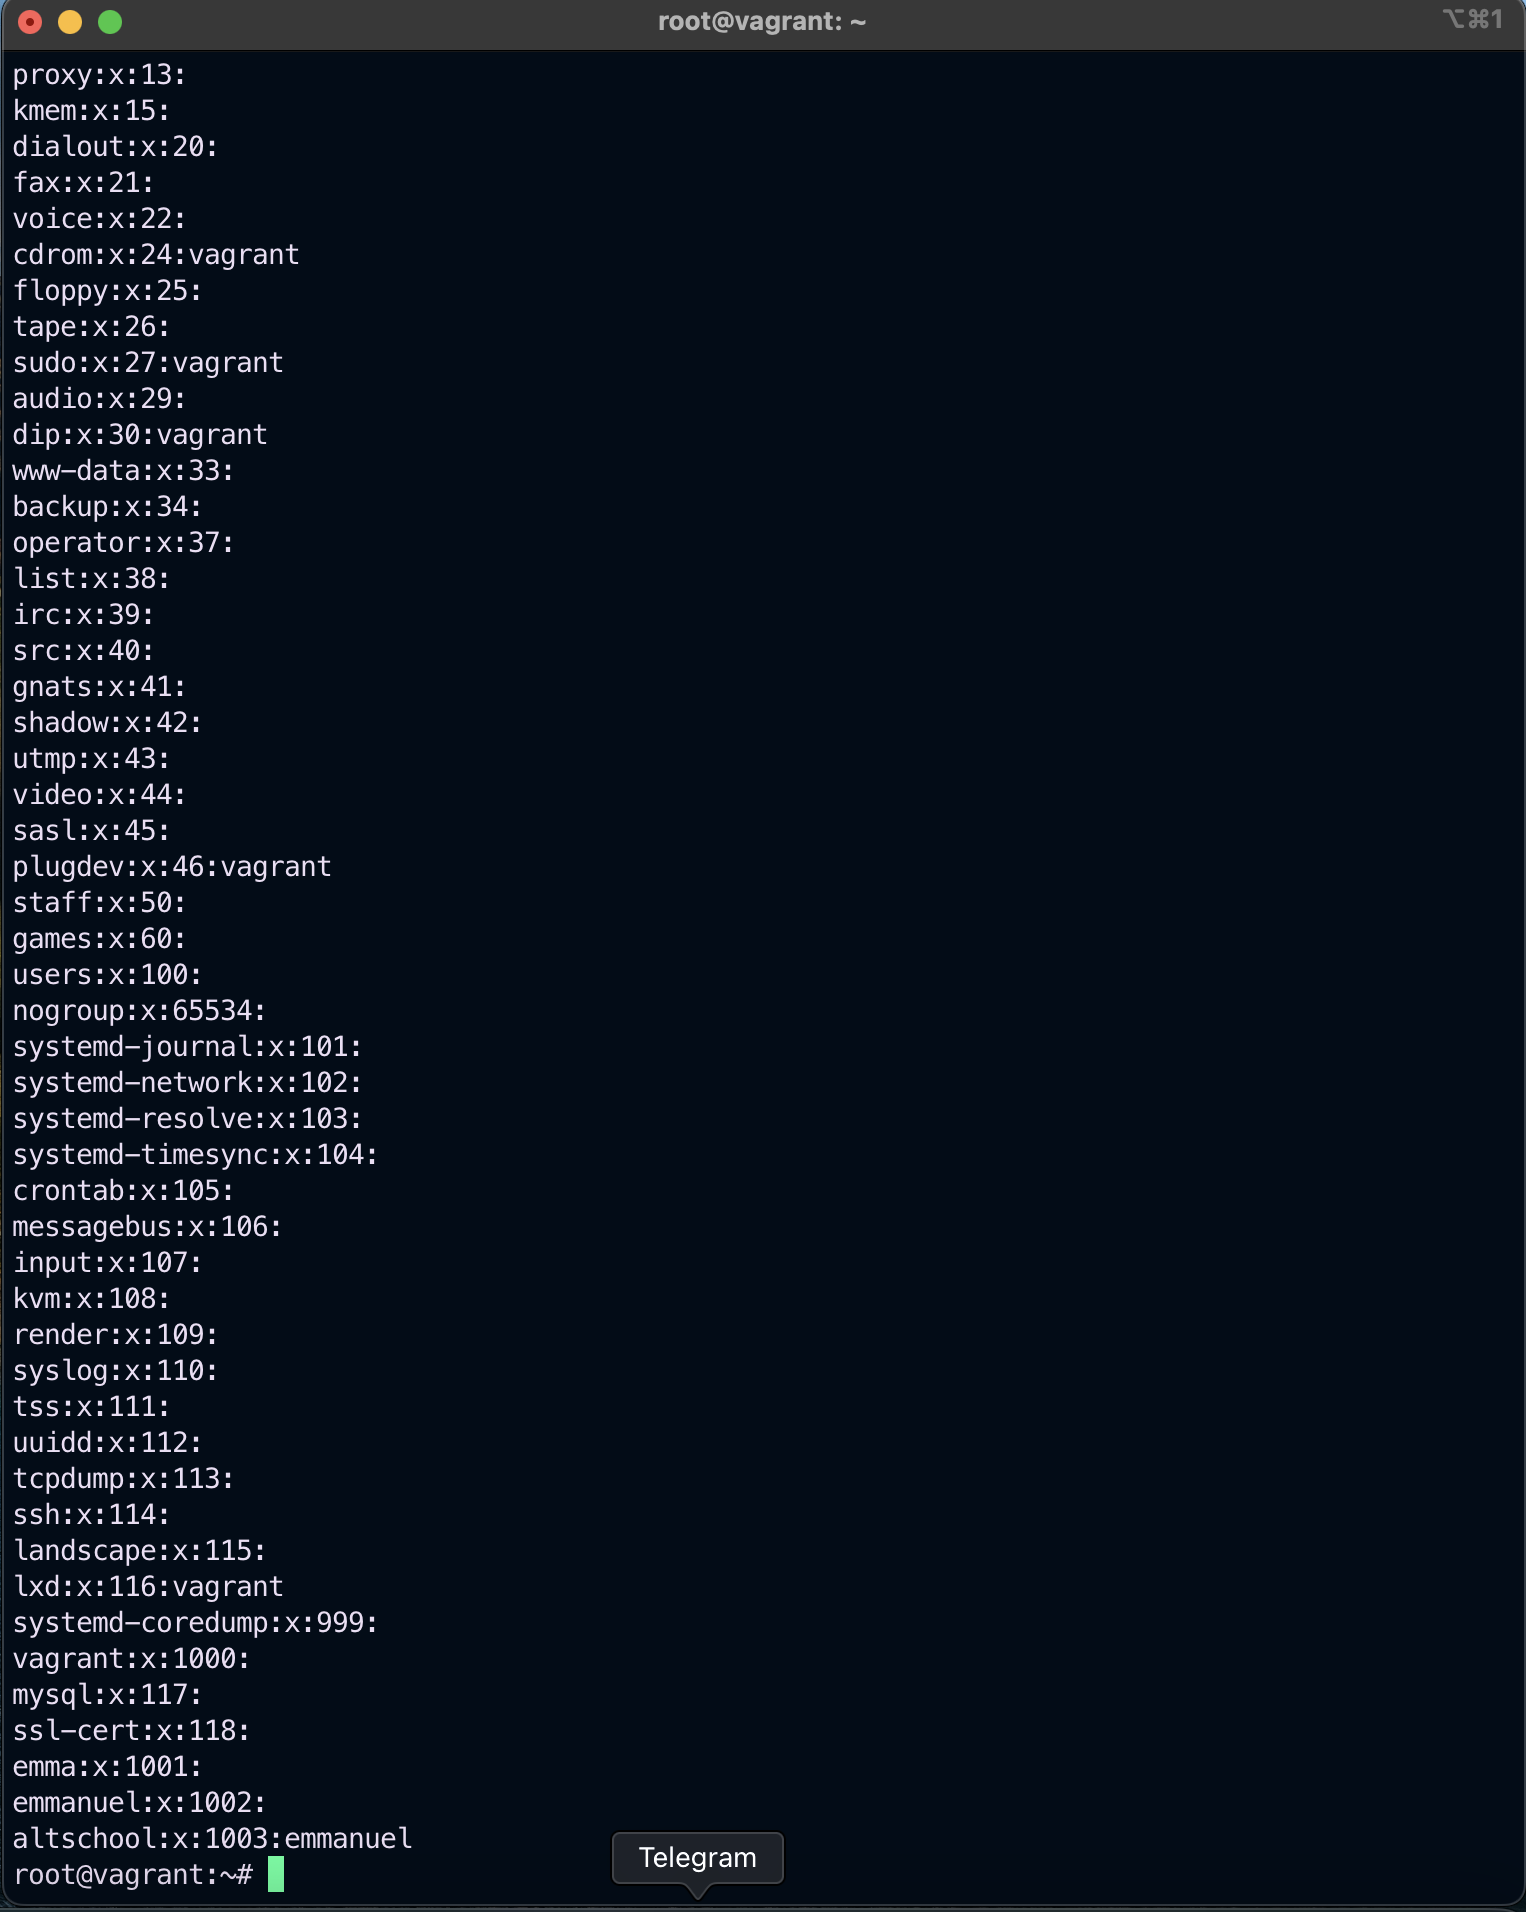 root@vagrant: ~
⌥⌘1
proxy:x:13:
kmem:x:15:
dialout:x:20:
fax:x:21:
voice:x:22:
cdrom:x:24:vagrant
floppy:x:25:
tape:x:26:
sudo:x:27:vagrant
audio:x:29:
dip:x:30:vagrant
www-data:x:33:
backup:x:34:
operator:x:37:
list:x:38:
irc:x:39:
src:x:40:
gnats:x:41:
shadow:x:42:
utmp:x:43:
video:x:44:
sasl:x:45:
plugdev:x:46:vagrant
staff:x:50:
games:x:60:
users:x:100:
nogroup:x:65534:
systemd-journal:x:101:
systemd-network:x:102:
systemd-resolve:x:103:
systemd-timesync:x:104:
crontab:x:105:
messagebus:x:106:
input:x:107:
kvm:x:108:
render:x:109:
syslog:x:110:
tss:x:111:
uuidd:x:112:
tcpdump:x:113:
ssh:x:114:
landscape:x:115:
lxd:x:116:vagrant
systemd-coredump:x:999:
vagrant:x:1000:
mysql:x:117:
ssl-cert:x:118:
emma:x:1001:
emmanuel:x:1002:
altschool:x:1003:emmanuel
root@vagrant:~#
Telegram